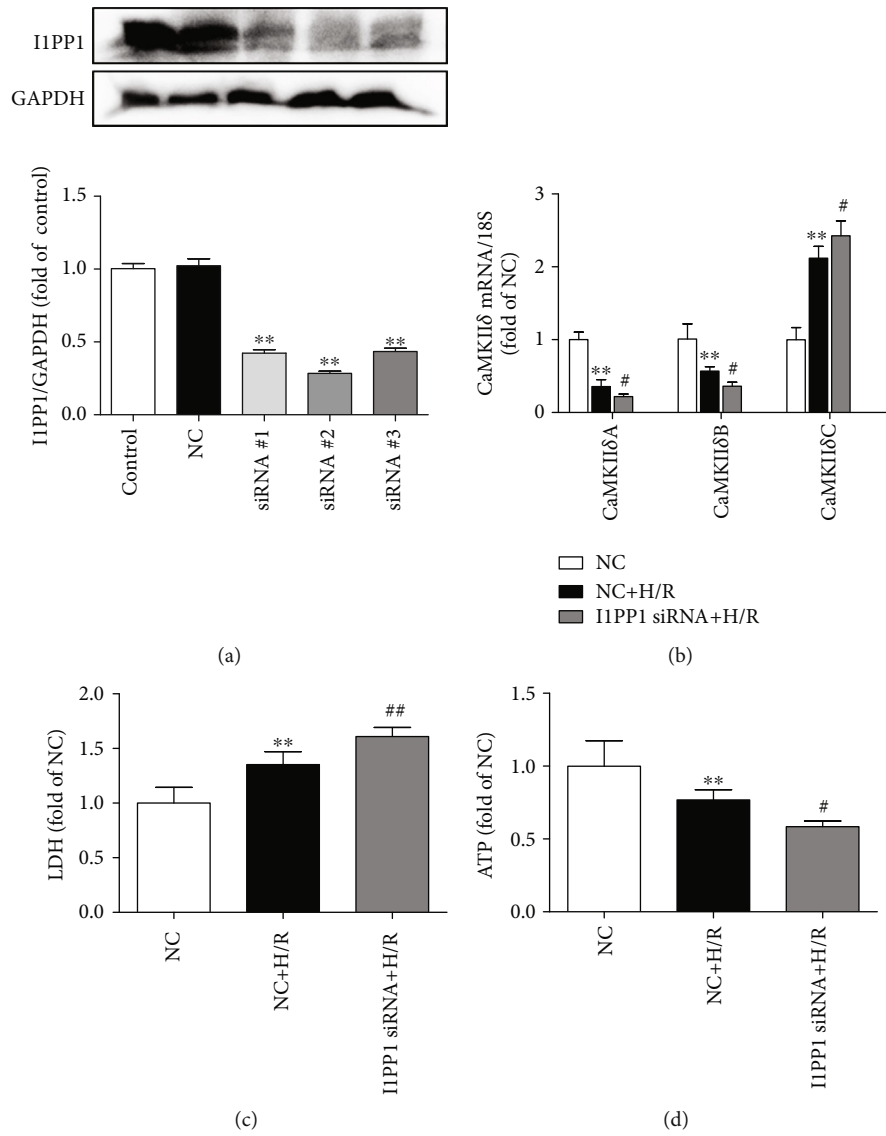 I1PP1
GAPDH
I1PP1/GAPDH (fold of control)
1.5
1.0
0.5
0.0
**
**
**
Control
NC
siRNA #1
siRNA #2
siRNA #3
(a)
CaMKIIδ mRNA/18S
(fold of NC)
3
2
1
0
**
#
**
#
**
#
CaMKIIδA
CaMKIIδB
CaMKIIδC
NC
NC+H/R
I1PP1 siRNA+H/R
(b)
LDH (fold of NC)
2.0
1.5
1.0
0.5
0.0
**
##
NC
NC+H/R
I1PP1 siRNA+H/R
(c)
ATP (fold of NC)
1.5
1.0
0.5
0.0
**
#
NC
NC+H/R
I1PP1 siRNA+H/R
(d)